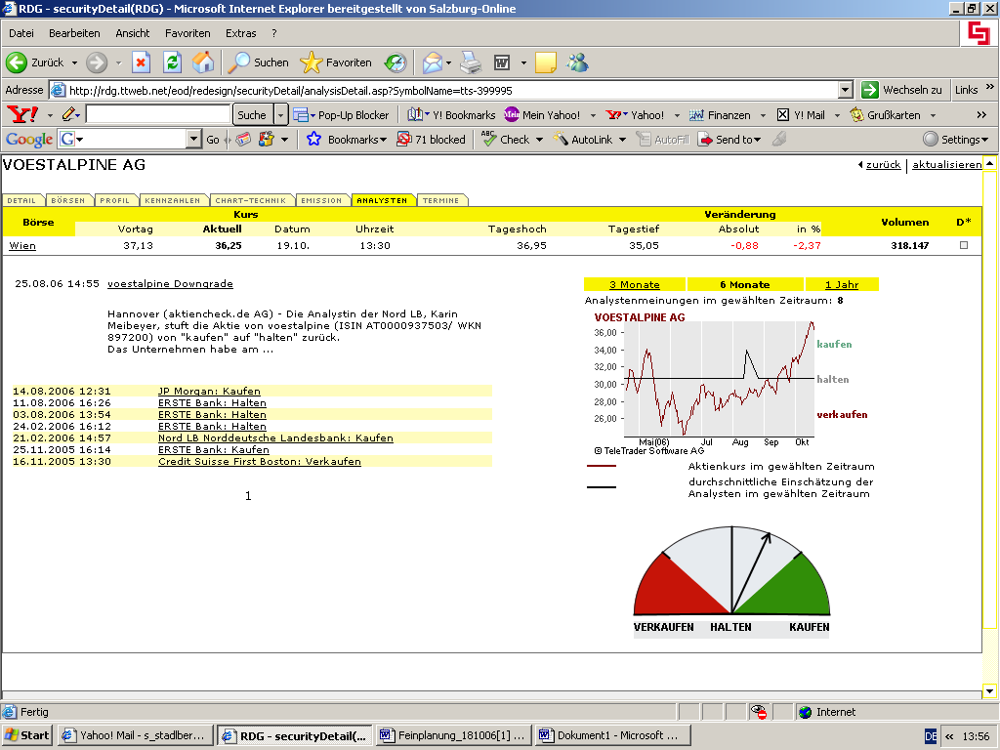 RDG - securityDetail(RDG) - Microsoft Internet Explorer bereitgestellt von Salzburg-Online
Datei Bearbeiten Ansicht Favoriten Extras ?
Zurück Suchen Favoriten
Adresse http://rdg.ttweb.net/eod/redesign/securityDetail/analysisDetail.asp?SymbolName=tts-399995 Wechseln zu Links »
Y! Suche Pop-Up Blocker Y! Bookmarks Mein Yahoo! Yahoo! Finanzen Y! Mail Grußkarten »
Google G Go Bookmarks 71 blocked Check AutoLink AutoFill Send to Settings
VOESTALPINE AG zurück | aktualisieren
DETAIL BÖRSEN PROFIL KENNZAHLEN CHART-TECHNIK EMISSION ANALYSTEN TERMINE
Börse Kurs Veränderung Volumen D*
Vortag Aktuell Datum Uhrzeit Tageshoch Tagestief Absolut in %
Wien 37,13 36,25 19.10. 13:30 36,95 35,05 -0,88 -2,37 318.147
25.08.06 14:55 voestalpine Downgrade
Hannover (aktiencheck.de AG) - Die Analystin der Nord LB, Karin
Meibeyer, stuft die Aktie von voestalpine (ISIN AT0000937503/ WKN
897200) von "kaufen" auf "halten" zurück.
Das Unternehmen habe am ...
14.08.2006 12:31 JP Morgan: Kaufen
11.08.2006 16:26 ERSTE Bank: Halten
03.08.2006 13:54 ERSTE Bank: Halten
24.02.2006 16:12 ERSTE Bank: Halten
21.02.2006 14:57 Nord LB Norddeutsche Landesbank: Kaufen
25.11.2005 16:14 ERSTE Bank: Kaufen
16.11.2005 13:30 Credit Suisse First Boston: Verkaufen
1
3 Monate 6 Monate 1 Jahr
Analystenmeinungen im gewählten Zeitraum: 8
VOESTALPINE AG
36,00
34,00
32,00
30,00
28,00
26,00
kaufen
halten
verkaufen
Mai(06) Jul Aug Sep Okt
© TeleTrader Software AG
Aktienkurs im gewählten Zeitraum
durchschnittliche Einschätzung der
Analysten im gewählten Zeitraum
VERKAUFEN HALTEN KAUFEN
Fertig Internet
Start Yahoo! Mail - s_stadlber... RDG - securityDetail(... Feinplanung_181006[1] ... Dokument1 - Microsoft ... DE « 13:56